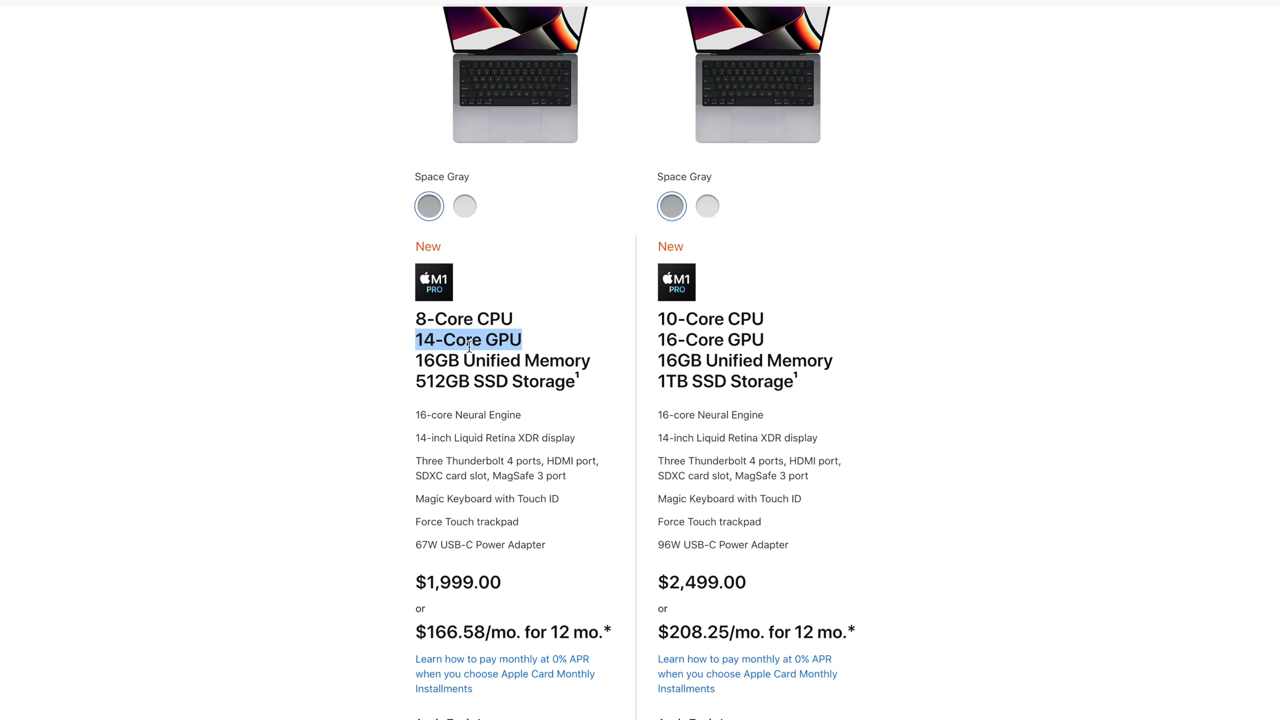 Space Gray
New
M1
PRO
8-Core CPU
14-Core GPU
16GB Unified Memory
512GB SSD Storage¹
16-core Neural Engine
14-inch Liquid Retina XDR display
Three Thunderbolt 4 ports, HDMI port,
SDXC card slot, MagSafe 3 port
Magic Keyboard with Touch ID
Force Touch trackpad
67W USB-C Power Adapter
$1,999.00
or
$166.58/mo. for 12 mo.*
Learn how to pay monthly at 0% APR
when you choose Apple Card Monthly
Installments
Space Gray
New
M1
PRO
10-Core CPU
16-Core GPU
16GB Unified Memory
1TB SSD Storage¹
16-core Neural Engine
14-inch Liquid Retina XDR display
Three Thunderbolt 4 ports, HDMI port,
SDXC card slot, MagSafe 3 port
Magic Keyboard with Touch ID
Force Touch trackpad
96W USB-C Power Adapter
$2,499.00
or
$208.25/mo. for 12 mo.*
Learn how to pay monthly at 0% APR
when you choose Apple Card Monthly
Installments